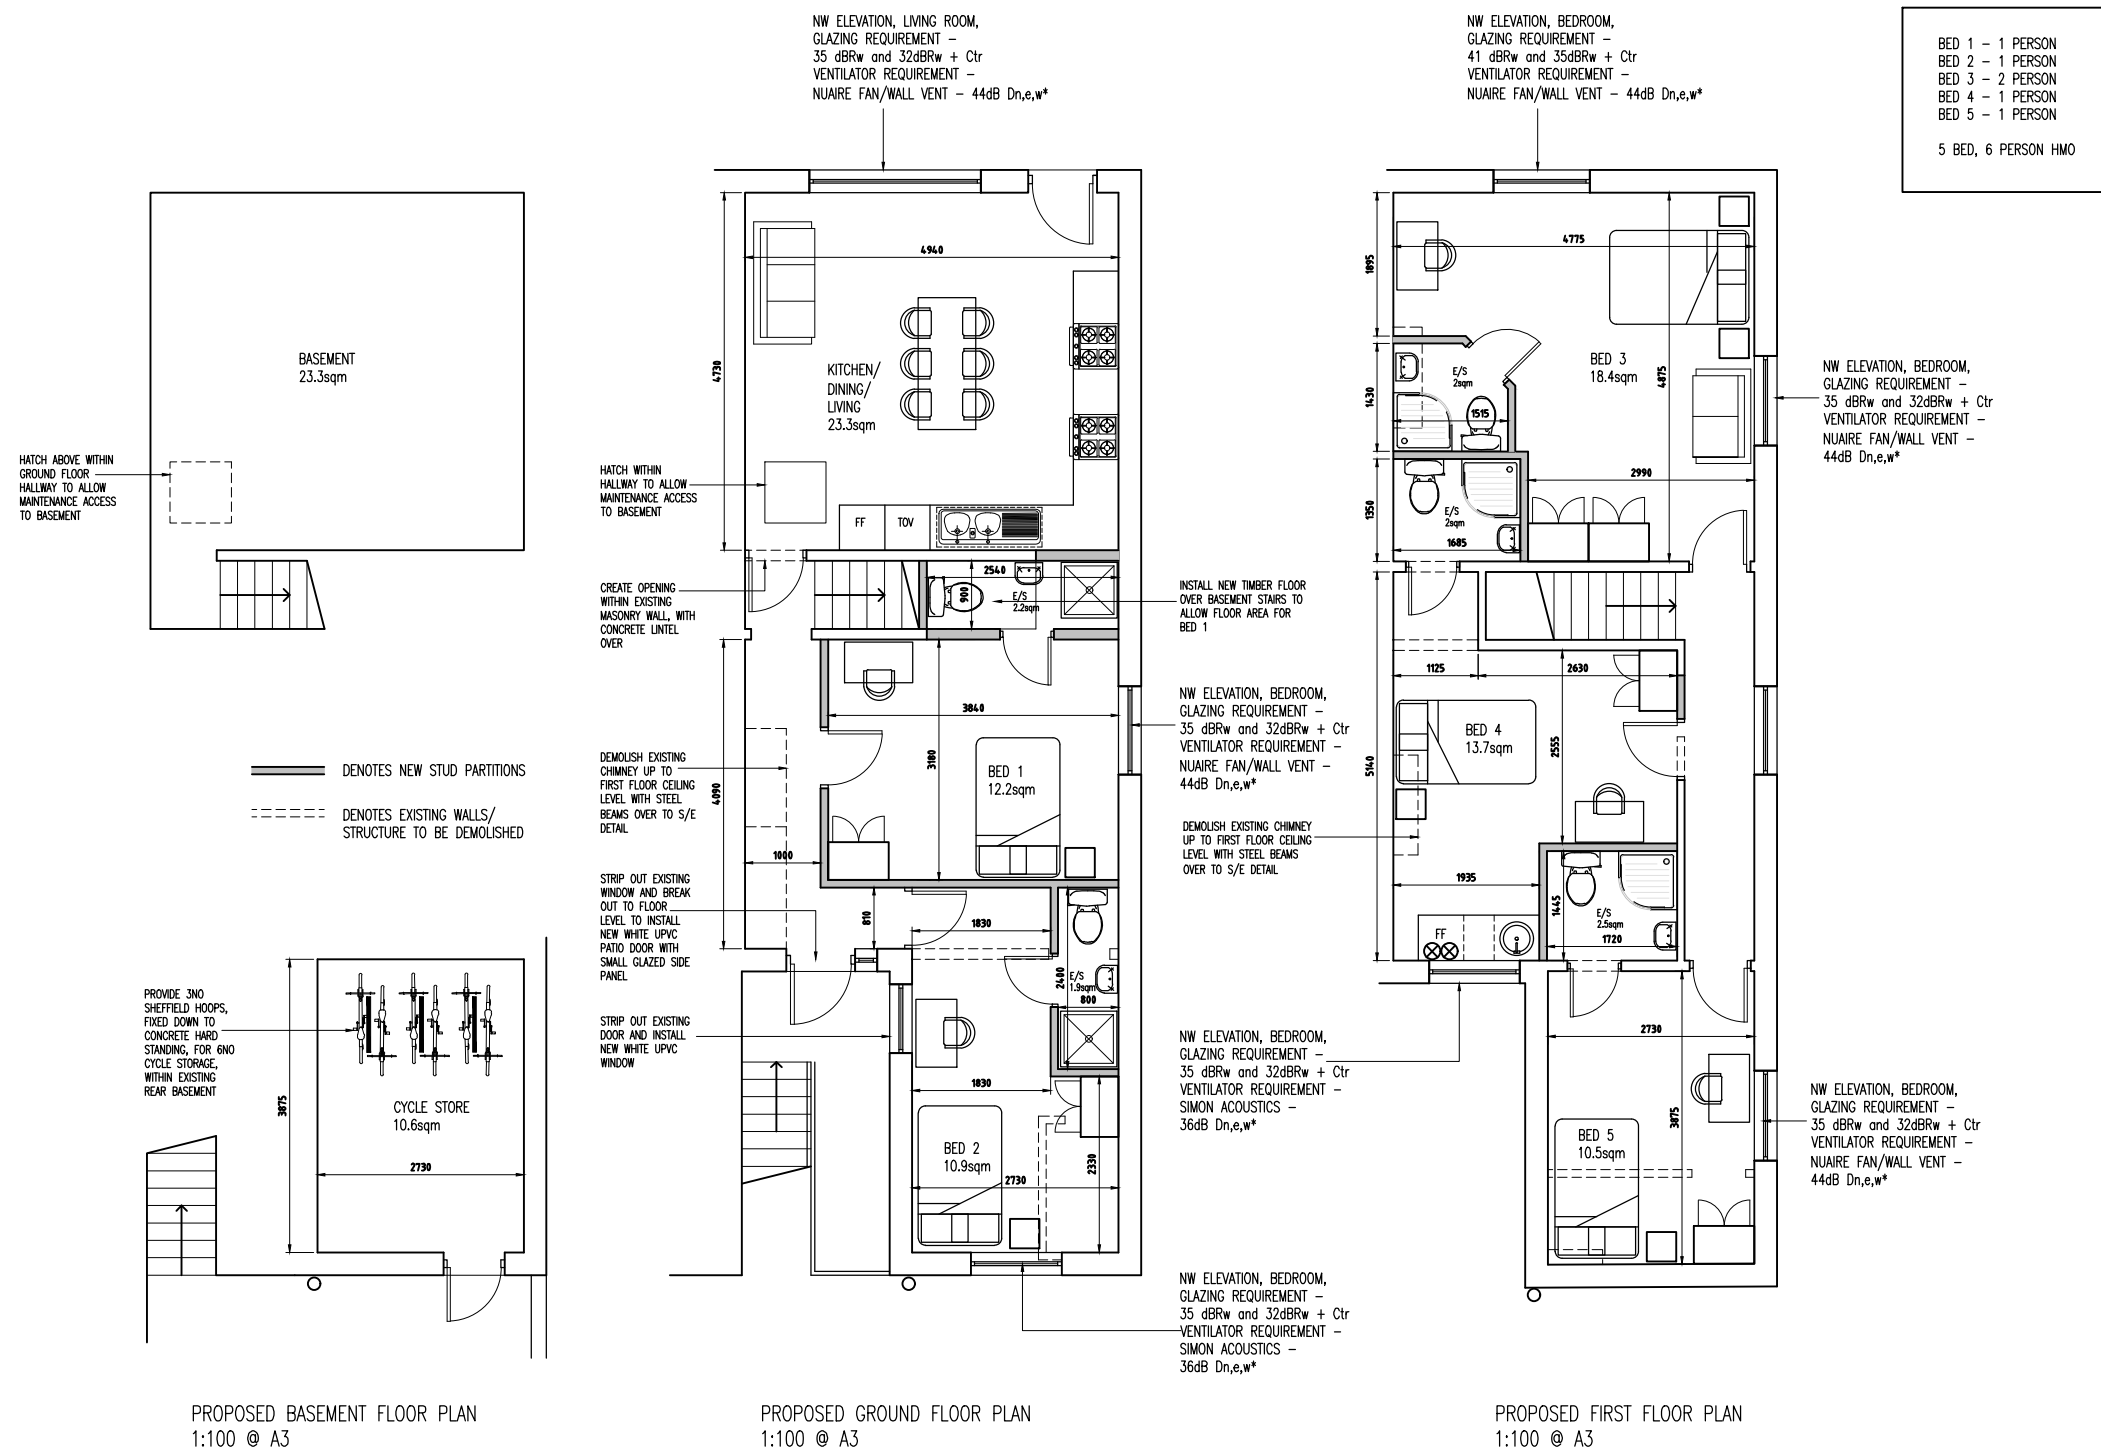 NW ELEVATION, LIVING ROOM,
GLAZING REQUIREMENT –
35 dBRw and 32dBRw + Ctr
VENTILATOR REQUIREMENT –
NUAIRE FAN/WALL VENT – 44dB Dn,e,w*
NW ELEVATION, BEDROOM,
GLAZING REQUIREMENT –
41 dBRw and 35dBRw + Ctr
VENTILATOR REQUIREMENT –
NUAIRE FAN/WALL VENT – 44dB Dn,e,w*
BED 1 – 1 PERSON
BED 2 – 1 PERSON
BED 3 – 2 PERSON
BED 4 – 1 PERSON
BED 5 – 1 PERSON
5 BED, 6 PERSON HMO
BASEMENT
23.3sqm
HATCH ABOVE WITHIN
GROUND FLOOR
HALLWAY TO ALLOW
MAINTENANCE ACCESS
TO BASEMENT
DENOTES NEW STUD PARTITIONS
DENOTES EXISTING WALLS/
STRUCTURE TO BE DEMOLISHED
PROVIDE 3NO
SHEFFIELD HOOPS,
FIXED DOWN TO
CONCRETE HARD
STANDING, FOR 6NO
CYCLE STORAGE,
WITHIN EXISTING
REAR BASEMENT
3875
CYCLE STORE
10.6sqm
2730
PROPOSED BASEMENT FLOOR PLAN
1:100 @ A3
4940
4730
KITCHEN/
DINING/
LIVING
23.3sqm
HATCH WITHIN
HALLWAY TO ALLOW
MAINTENANCE ACCESS
TO BASEMENT
FF
TOV
CREATE OPENING
WITHIN EXISTING
MASONRY WALL, WITH
CONCRETE LINTEL
OVER
2540
900
E/S
2.2sqm
INSTALL NEW TIMBER FLOOR
OVER BASEMENT STAIRS TO
ALLOW FLOOR AREA FOR
BED 1
3840
3180
BED 1
12.2sqm
NW ELEVATION, BEDROOM,
GLAZING REQUIREMENT –
35 dBRw and 32dBRw + Ctr
VENTILATOR REQUIREMENT –
NUAIRE FAN/WALL VENT –
44dB Dn,e,w*
DEMOLISH EXISTING
CHIMNEY UP TO
FIRST FLOOR CEILING
LEVEL WITH STEEL
BEAMS OVER TO S/E
DETAIL
4090
1000
STRIP OUT EXISTING
WINDOW AND BREAK
OUT TO FLOOR
LEVEL TO INSTALL
NEW WHITE UPVC
PATIO DOOR WITH
SMALL GLAZED SIDE
PANEL
810
1830
2400
E/S
1.9sqm
800
STRIP OUT EXISTING
DOOR AND INSTALL
NEW WHITE UPVC
WINDOW
1830
BED 2
10.9sqm
2730
2330
NW ELEVATION, BEDROOM,
GLAZING REQUIREMENT –
35 dBRw and 32dBRw + Ctr
VENTILATOR REQUIREMENT –
SIMON ACOUSTICS –
36dB Dn,e,w*
PROPOSED GROUND FLOOR PLAN
1:100 @ A3
4775
1895
BED 3
18.4sqm
4875
E/S
2sqm
1430
1515
2990
1350
E/S
2sqm
1685
NW ELEVATION, BEDROOM,
GLAZING REQUIREMENT –
35 dBRw and 32dBRw + Ctr
VENTILATOR REQUIREMENT –
NUAIRE FAN/WALL VENT –
44dB Dn,e,w*
1125
2630
BED 4
13.7sqm
2555
5140
DEMOLISH EXISTING CHIMNEY
UP TO FIRST FLOOR CEILING
LEVEL WITH STEEL BEAMS
OVER TO S/E DETAIL
1935
1445
E/S
2.5sqm
1720
FF
NW ELEVATION, BEDROOM,
GLAZING REQUIREMENT –
35 dBRw and 32dBRw + Ctr
VENTILATOR REQUIREMENT –
SIMON ACOUSTICS –
36dB Dn,e,w*
2730
3875
BED 5
10.5sqm
NW ELEVATION, BEDROOM,
GLAZING REQUIREMENT –
35 dBRw and 32dBRw + Ctr
VENTILATOR REQUIREMENT –
NUAIRE FAN/WALL VENT –
44dB Dn,e,w*
PROPOSED FIRST FLOOR PLAN
1:100 @ A3